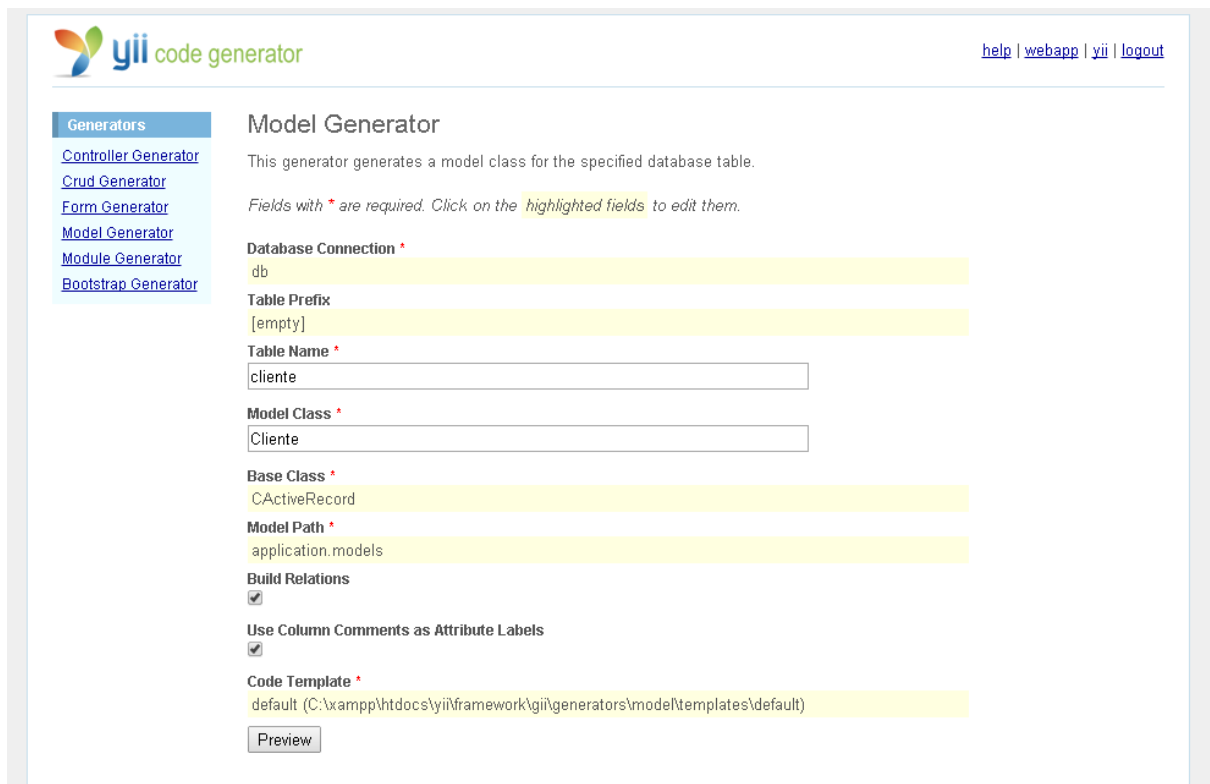 yii code generator
help | webapp | yii | logout
Generators
Controller Generator
Crud Generator
Form Generator
Model Generator
Module Generator
Bootstrap Generator
Model Generator
This generator generates a model class for the specified database table.
Fields with * are required. Click on the highlighted fields to edit them.
Database Connection *
db
Table Prefix
[empty]
Table Name *
cliente
Model Class *
Cliente
Base Class *
CActiveRecord
Model Path *
application.models
Build Relations
Use Column Comments as Attribute Labels
Code Template *
default (C:\xampp\htdocs\yii\framework\gii\generators\model\templates\default)
Preview